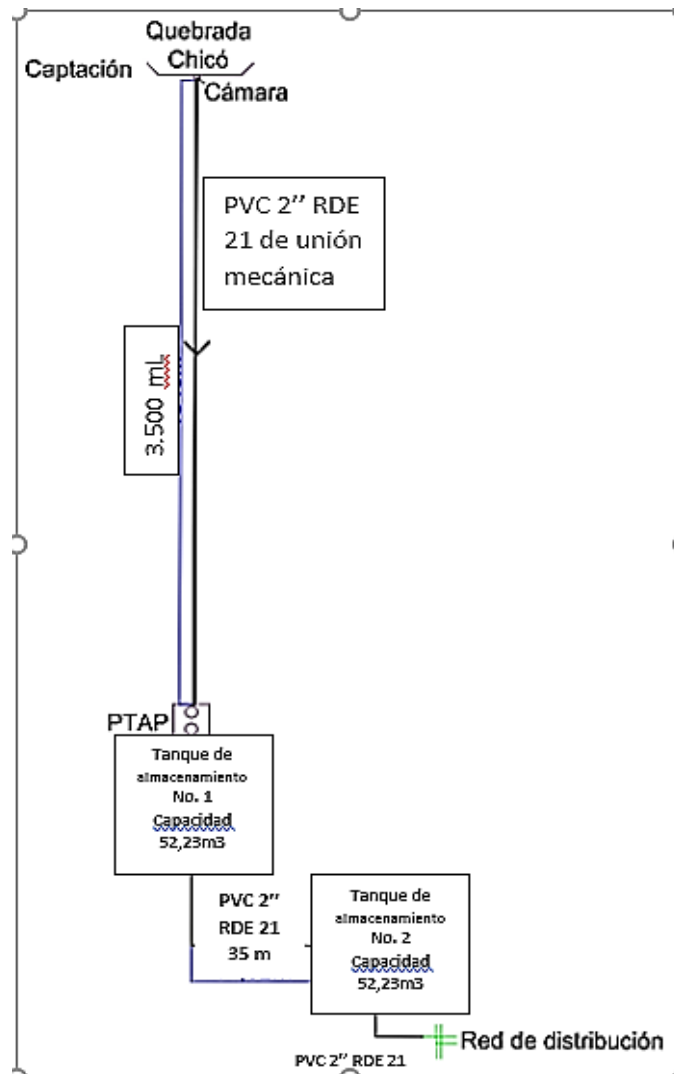 Quebrada
Chicó
Captación
Cámara
PVC 2’’ RDE
21 de unión
mecánica
3.500 ml
PTAP
Tanque de
almacenamiento
No. 1
Capacidad
52,23m3
PVC 2’’
RDE 21
35 m
Tanque de
almacenamiento
No. 2
Capacidad
52,23m3
Red de distribución
PVC 2’’ RDE 21